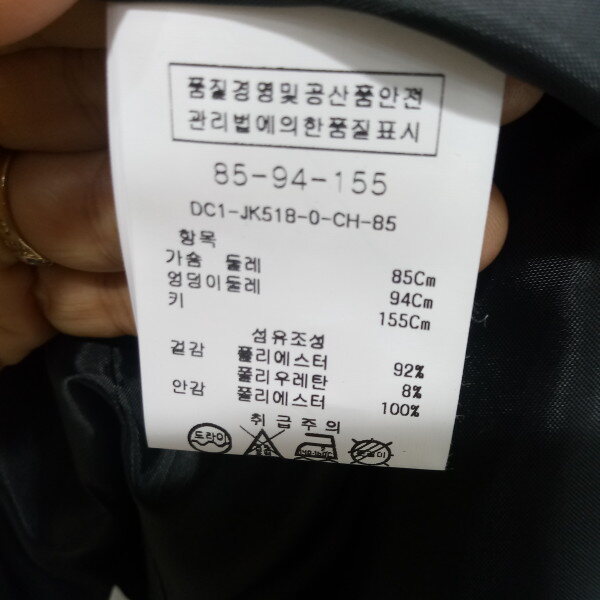 품질경영및공산품안전
관리법에의한품질표시
85-94-155
DC1-JK518-0-CH-85
항목
가슴 둘레 85Cm
엉덩이둘레 94Cm
키 155Cm
섬유조성
겉감 폴리에스터 92%
폴리우레탄 8%
안감 폴리에스터 100%
취급주의
드라이